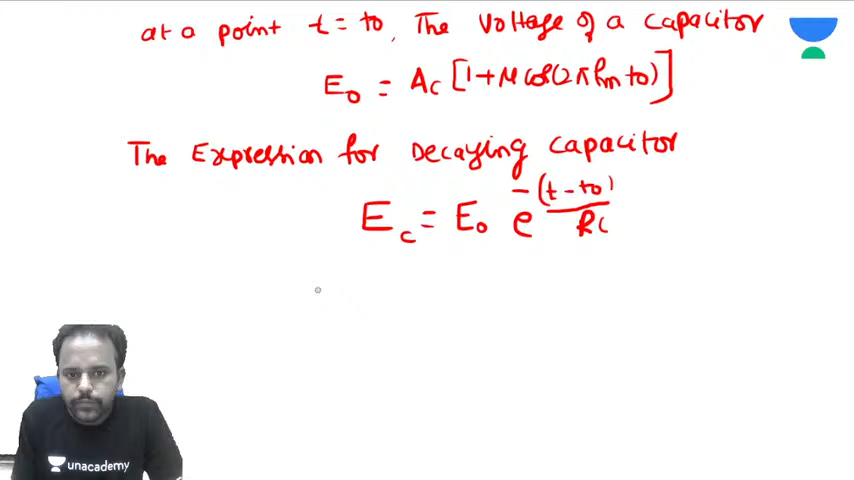 at a point t = to, The Voltage of a capacitor
E0 = Ac [1+μ cos(2π fm to)]
The Expression for Decaying capacitor
Ec = E0 e^-(t-to)/RC
unacademy